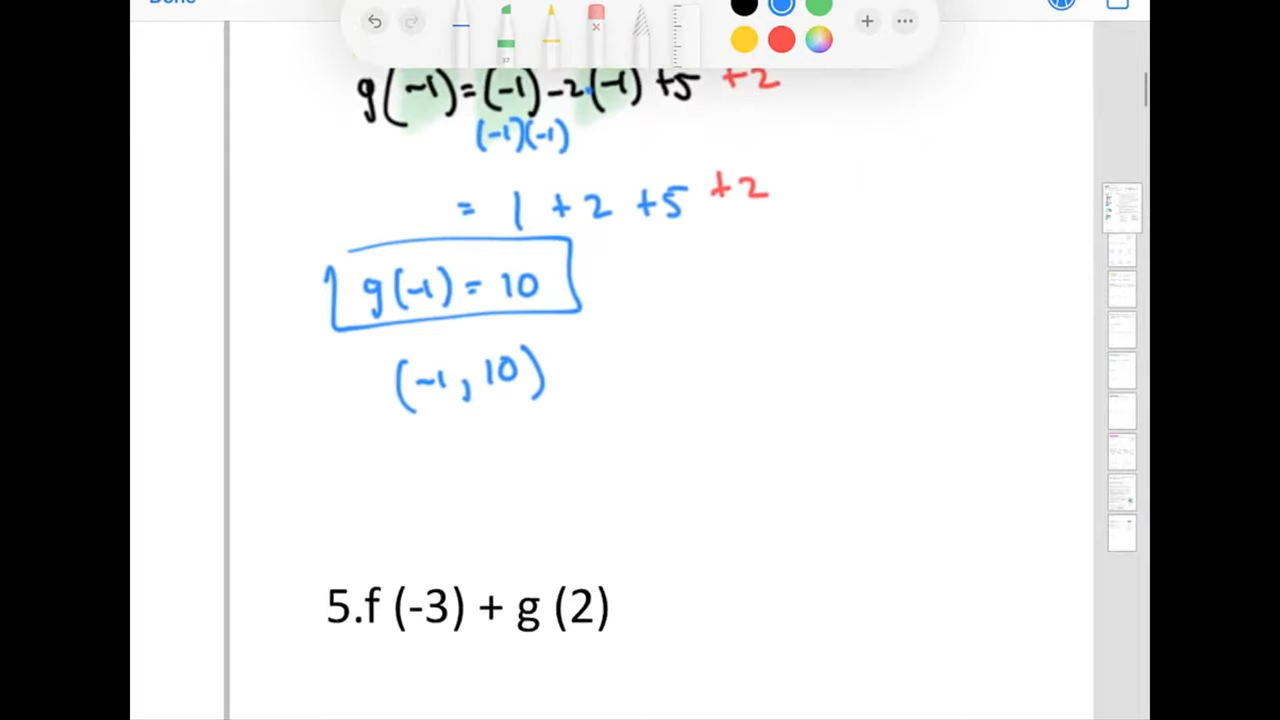 Done
g(-1)=(-1)-2·(-1)+5 +2
(-1)(-1)
= 1 +2 +5 +2
g(-1) = 10
(-1, 10)
5.f (-3) + g (2)